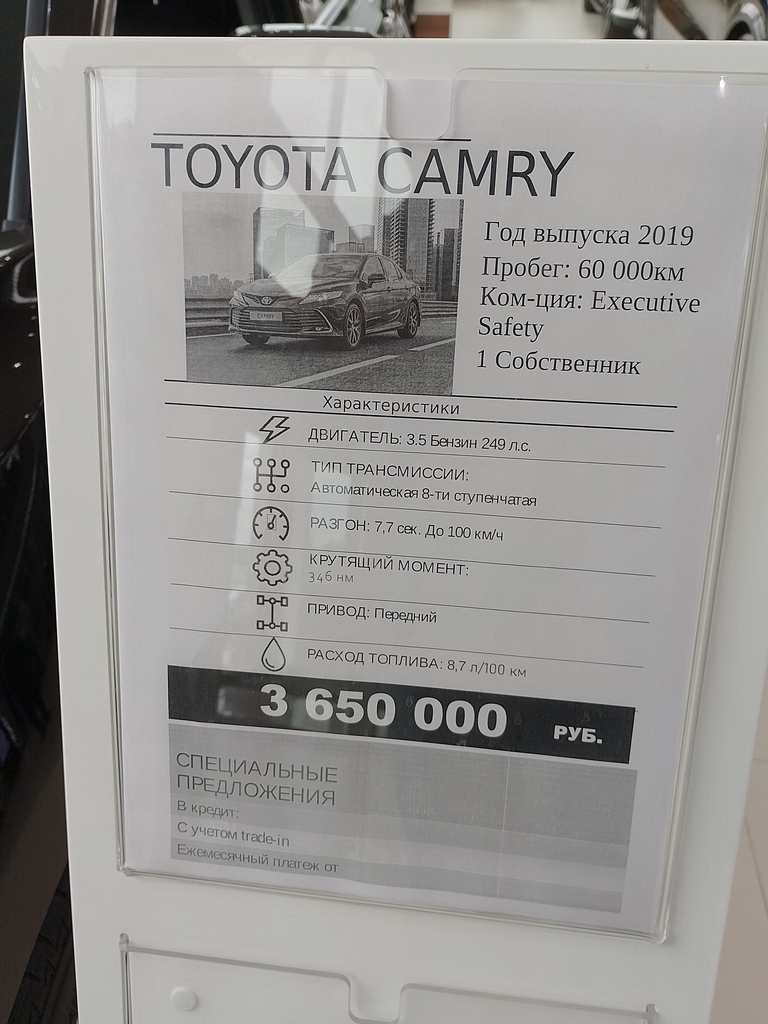 TOYOTA CAMRY
CAMRY
Год выпуска 2019
Пробег: 60 000км
Ком-ция: Executive
Safety
1 Собственник
Характеристики
ДВИГАТЕЛЬ: 3.5 Бензин 249 л.с.
ТИП ТРАНСМИССИИ:
Автоматическая 8-ти ступенчатая
РАЗГОН: 7,7 сек. До 100 км/ч
КРУТЯЩИЙ МОМЕНТ:
346 нм
ПРИВОД: Передний
РАСХОД ТОПЛИВА: 8,7 л/100 км
3 650 000 РУБ.
СПЕЦИАЛЬНЫЕ
ПРЕДЛОЖЕНИЯ
В кредит:
С учетом trade-in
Ежемесячный платеж от